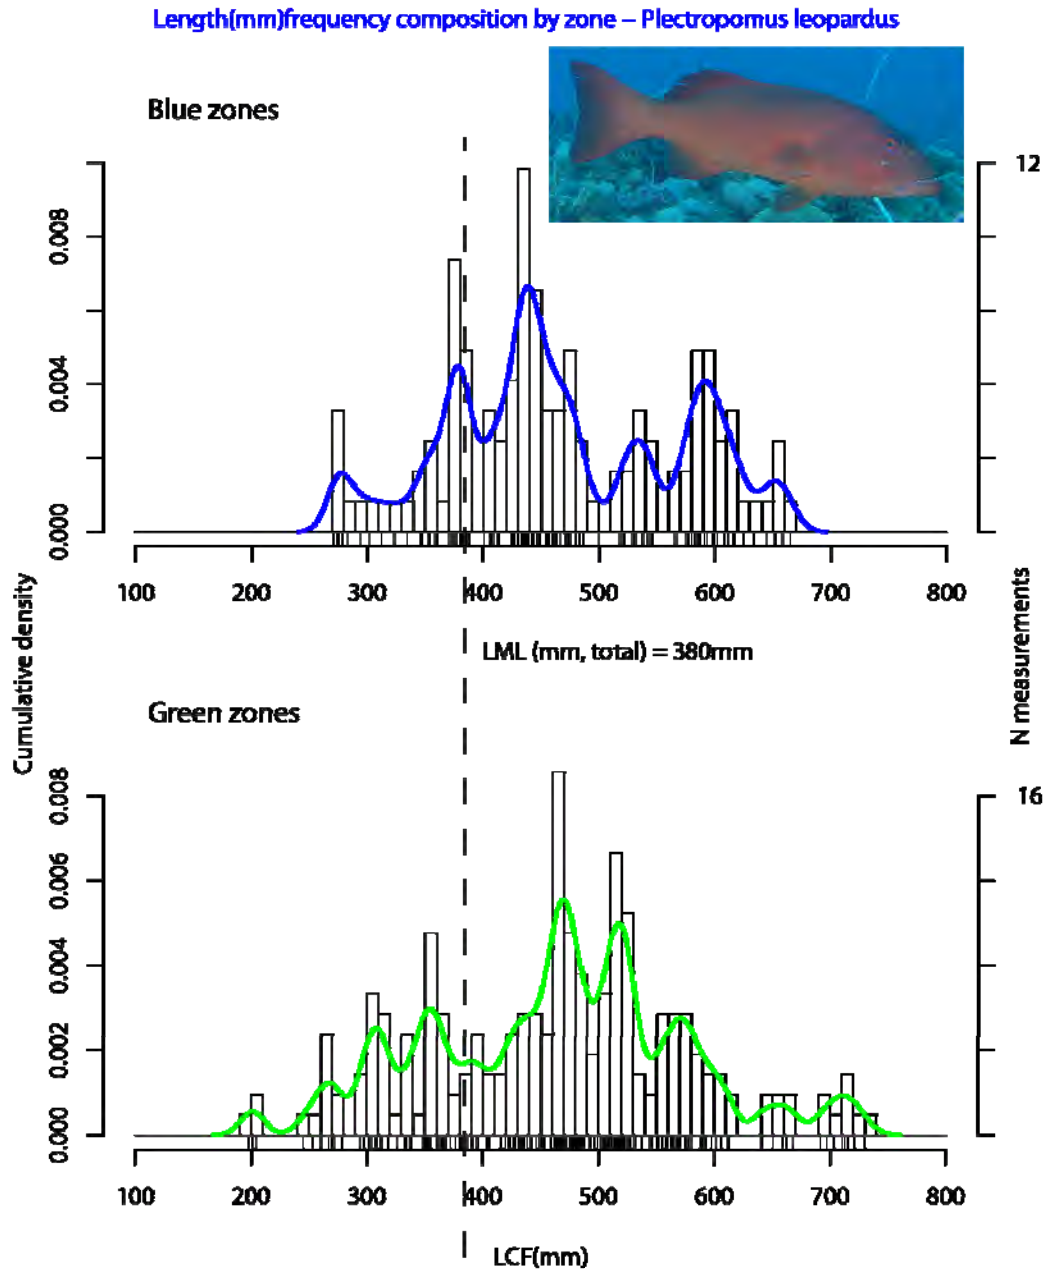 Length(mm)frequency composition by zone – Plectropomus leopardus
Blue zones
12
0.008
0.004
0.000
100 200 300 400 500 600 700 800
Cumulative density
N measurements
LML (mm, total) = 380mm
Green zones
16
0.008
0.006
0.004
0.002
0.000
100 200 300 400 500 600 700 800
LCF(mm)